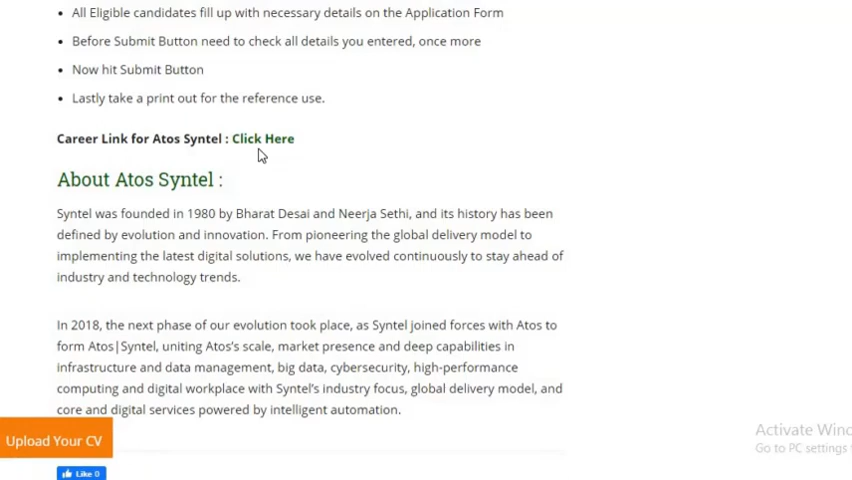 All Eligible candidates fill up with necessary details on the Application Form
Before Submit Button need to check all details you entered, once more
Now hit Submit Button
Lastly take a print out for the reference use.
Career Link for Atos Syntel : Click Here
About Atos Syntel :
Syntel was founded in 1980 by Bharat Desai and Neerja Sethi, and its history has been
defined by evolution and innovation. From pioneering the global delivery model to
implementing the latest digital solutions, we have evolved continuously to stay ahead of
industry and technology trends.
In 2018, the next phase of our evolution took place, as Syntel joined forces with Atos to
form Atos|Syntel, uniting Atos's scale, market presence and deep capabilities in
infrastructure and data management, big data, cybersecurity, high-performance
computing and digital workplace with Syntel's industry focus, global delivery model, and
core and digital services powered by intelligent automation.
Upload Your CV
Like 0
Activate Winc
Go to PC settings